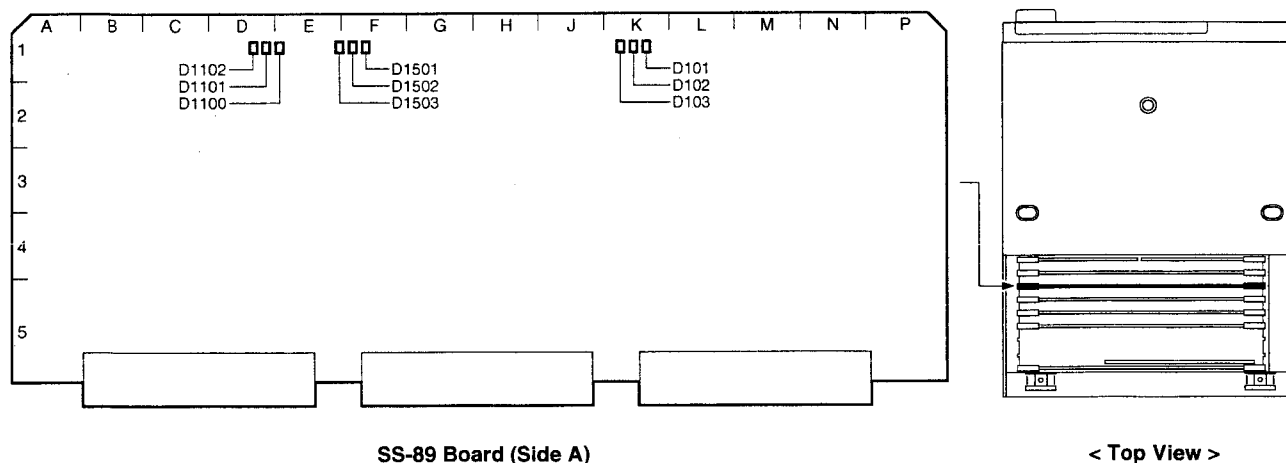 A B C D E F G H J K L M N P
1
D1102 D1501 D101
D1101 D1502 D102
D1100 D1503 D103
2
3
4
5
SS-89 Board (Side A) < Top View >